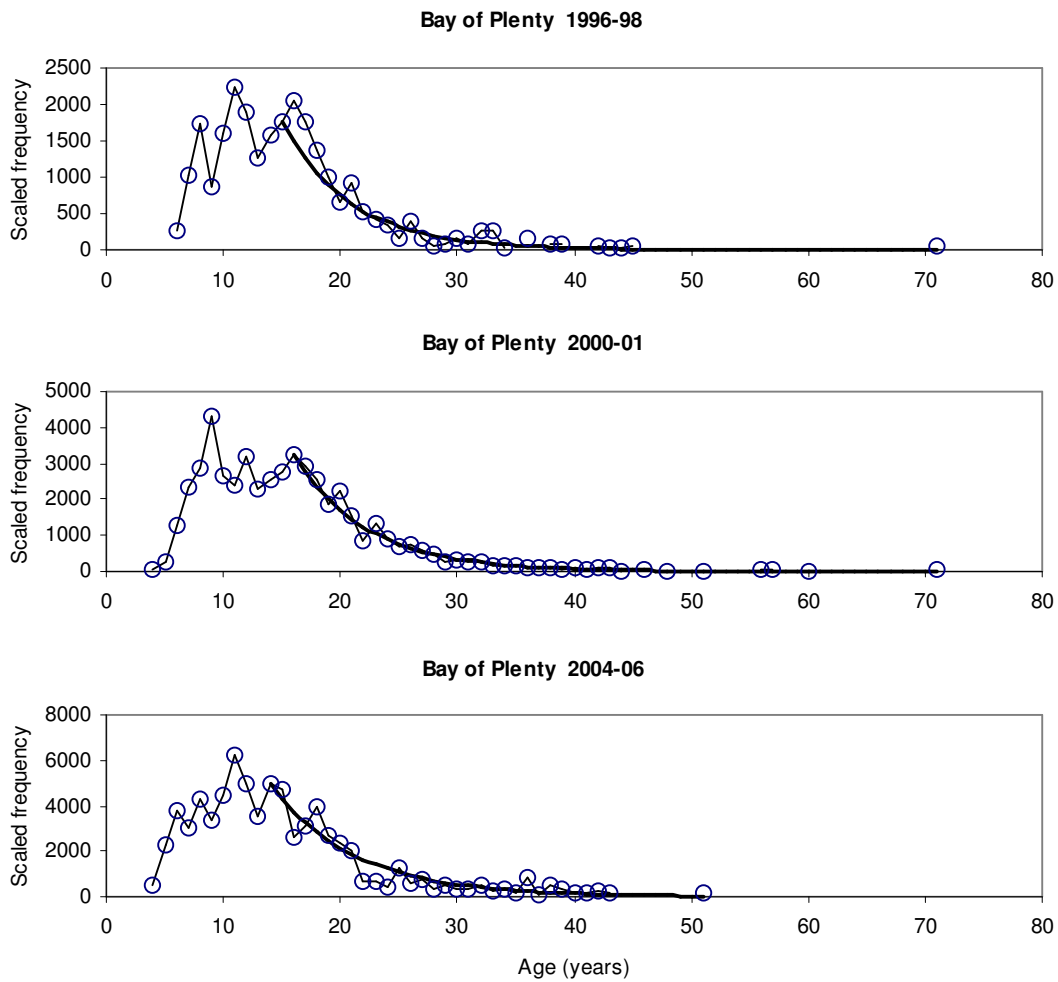 Bay of Plenty 1996-98
Scaled frequency
2500
2000
1500
1000
500
0
0 10 20 30 40 50 60 70 80
Bay of Plenty 2000-01
Scaled frequency
5000
4000
3000
2000
1000
0
0 10 20 30 40 50 60 70 80
Bay of Plenty 2004-06
Scaled frequency
8000
6000
4000
2000
0
0 10 20 30 40 50 60 70 80
Age (years)